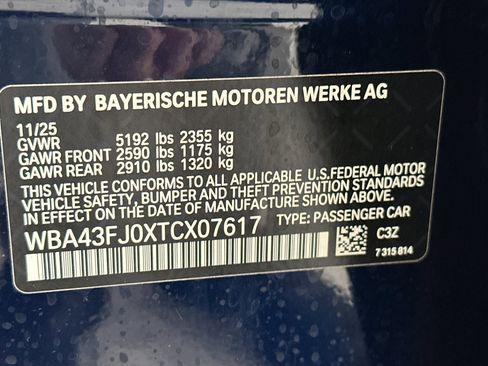 MFD BY BAYERISCHE MOTOREN WERKE AG
11/25
GVWR 5192 lbs 2355 kg
GAWR FRONT 2590 lbs 1175 kg
GAWR REAR 2910 lbs 1320 kg
THIS VEHICLE CONFORMS TO ALL APPLICABLE U.S.FEDERAL MOTOR
VEHICLE SAFETY, BUMPER AND THEFT PREVENTION STANDARDS IN
EFFECT ON THE DATE OF MANUFACTURE SHOWN ABOVE.
WBA43FJ0XTCX07617 TYPE: PASSENGER CAR
C3Z
7 315 814